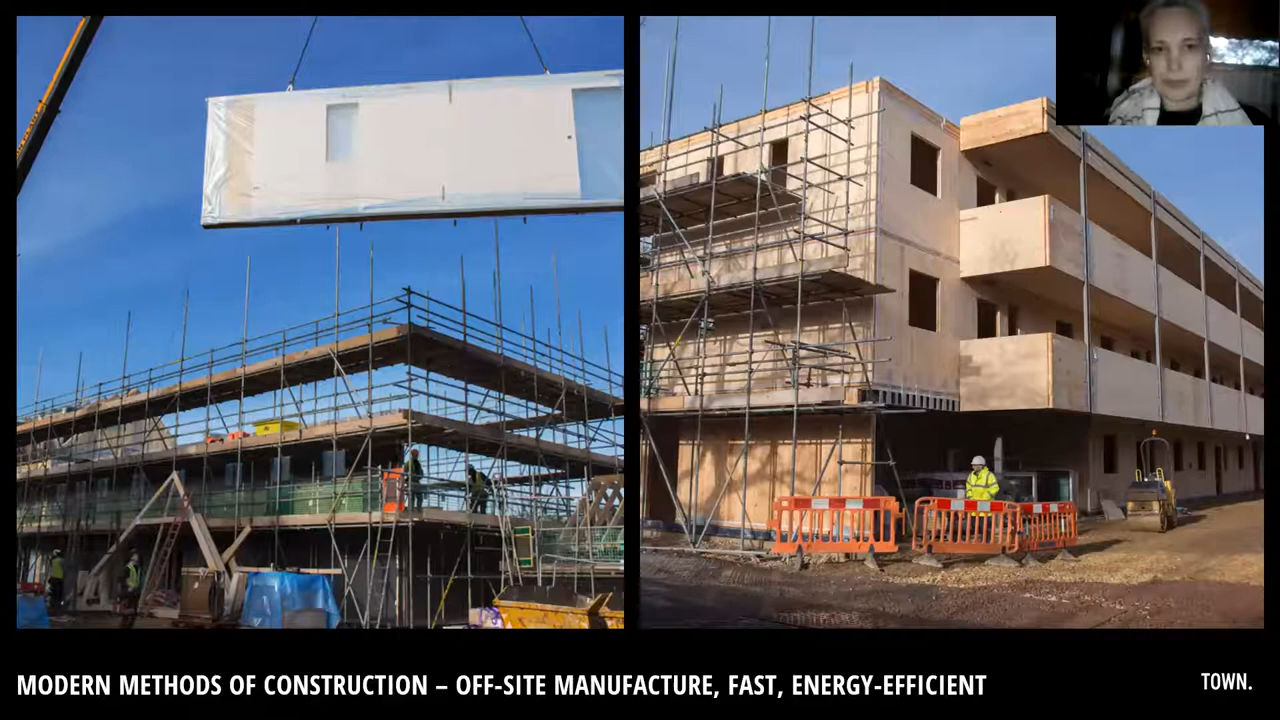 MODERN METHODS OF CONSTRUCTION – OFF-SITE MANUFACTURE, FAST, ENERGY-EFFICIENT
TOWN.